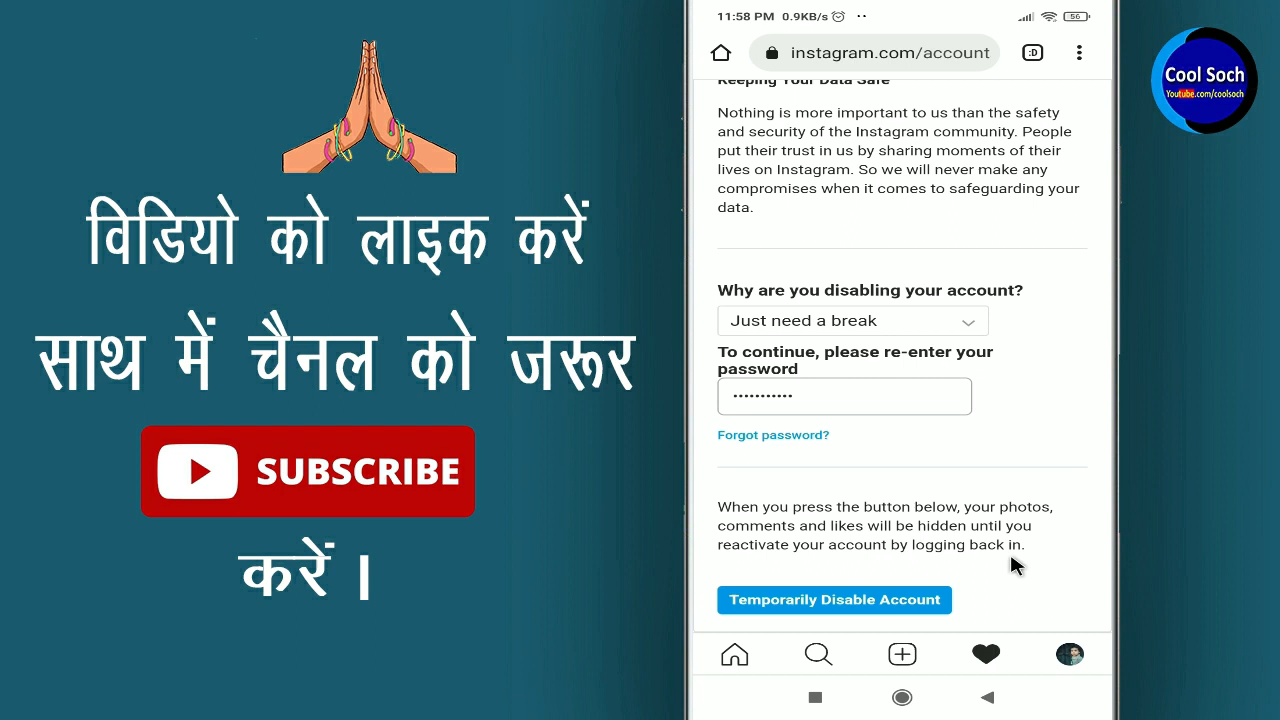 विडियो को लाइक करें
साथ में चैनल को जरूर
SUBSCRIBE
करें ।
11:58 PM 0.9KB/s
56
instagram.com/account
:D
Keeping Your Data Safe
Nothing is more important to us than the safety
and security of the Instagram community. People
put their trust in us by sharing moments of their
lives on Instagram. So we will never make any
compromises when it comes to safeguarding your
data.
Why are you disabling your account?
Just need a break
To continue, please re-enter your
password
•••••••••••
Forgot password?
When you press the button below, your photos,
comments and likes will be hidden until you
reactivate your account by logging back in.
Temporarily Disable Account
Cool Soch
Youtube.com/coolsoch